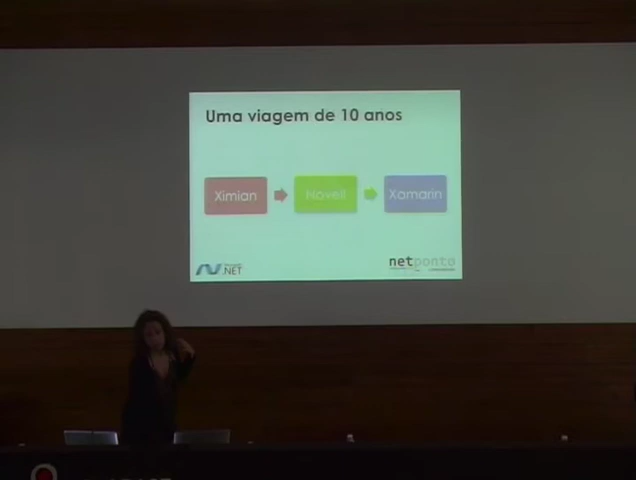 Uma viagem de 10 anos
Ximian
Novell
Xamarin
.NET
netponto